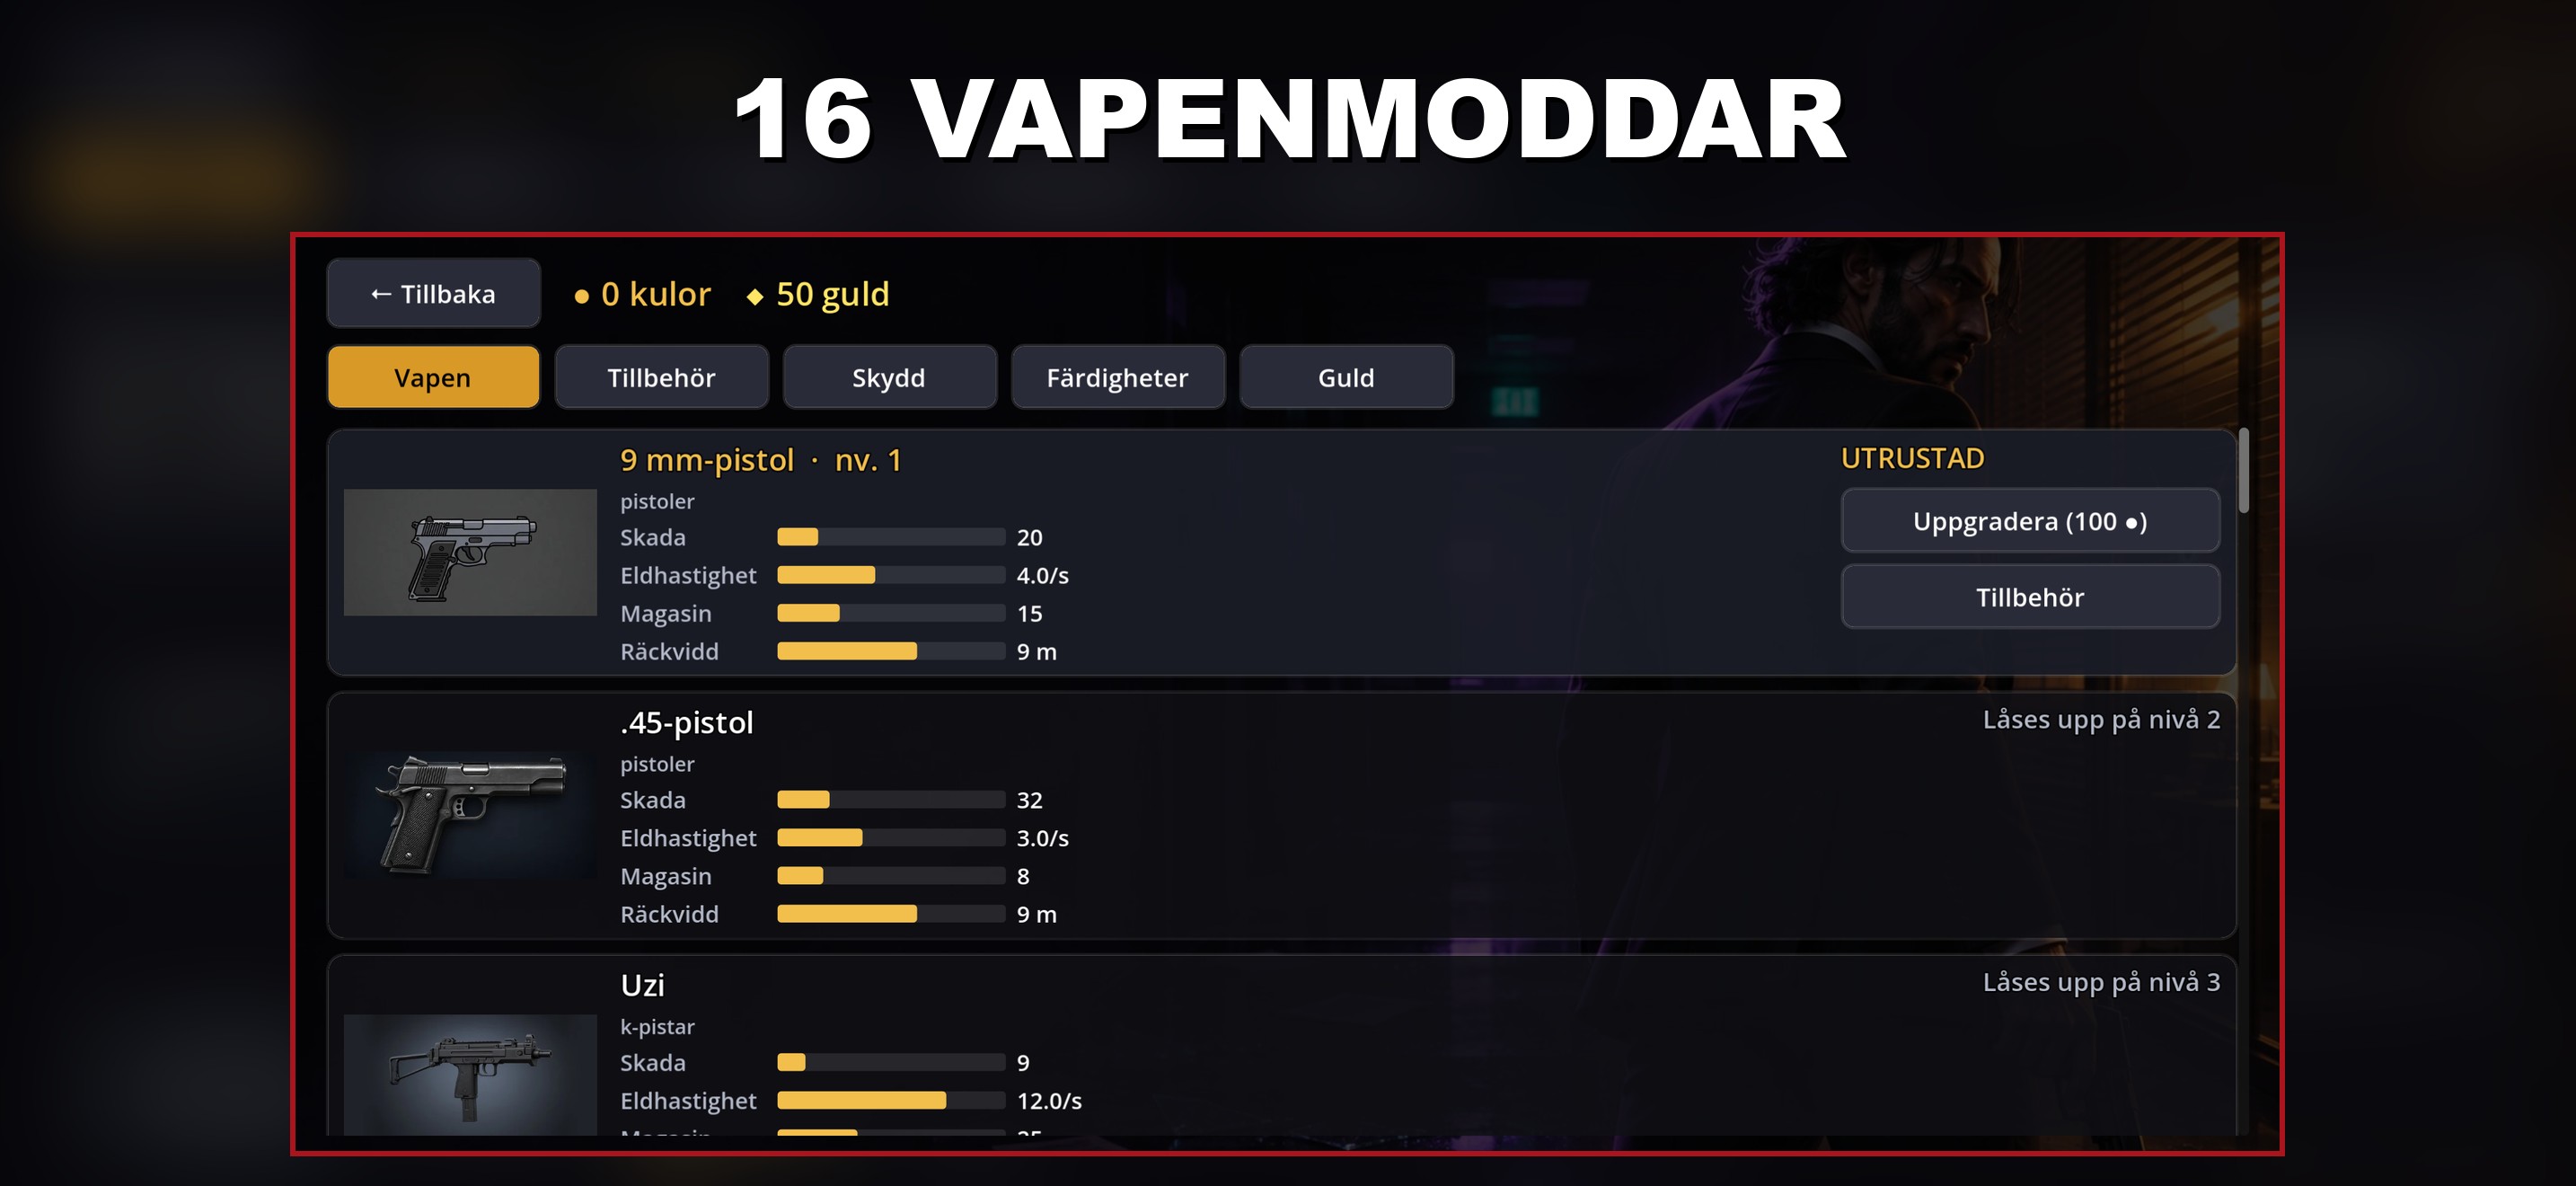 16 VAPENMODDAR
← Tillbaka ● 0 kulor ◆ 50 guld
Vapen Tillbehör Skydd Färdigheter Guld
9 mm-pistol · nv. 1
UTRUSTAD
pistoler
Uppgradera (100 ●)
Skada 20
Eldhastighet 4.0/s
Tillbehör
Magasin 15
Räckvidd 9 m
.45-pistol
Låses upp på nivå 2
pistoler
Skada 32
Eldhastighet 3.0/s
Magasin 8
Räckvidd 9 m
Uzi
Låses upp på nivå 3
k-pistar
Skada 9
Eldhastighet 12.0/s